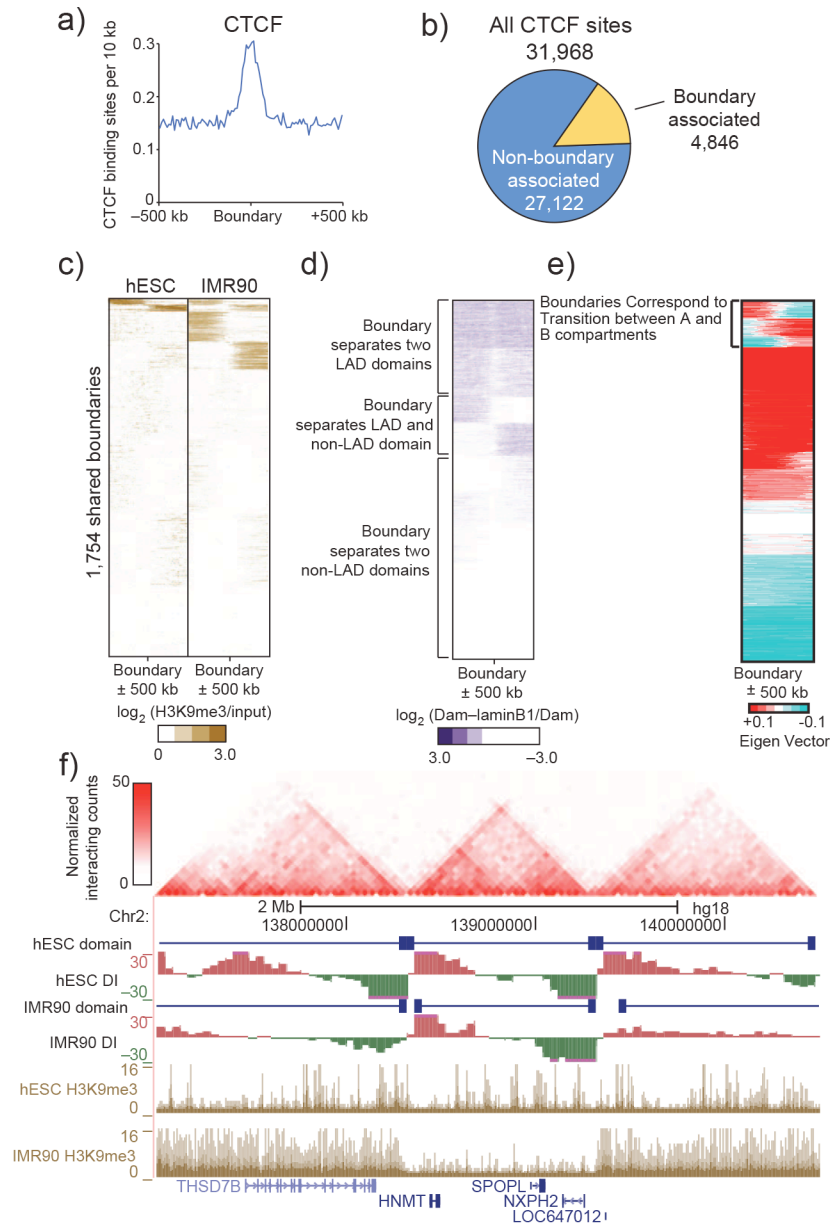 a)
CTCF
CTCF binding sites per 10 kb
0.3
0.2
0.1
0
–500 kb
Boundary
+500 kb
b)
All CTCF sites
31,968
Boundary
associated
4,846
Non-boundary
associated
27,122
c)
hESC
IMR90
1,754 shared boundaries
Boundary
± 500 kb
Boundary
± 500 kb
log2 (H3K9me3/input)
0
3.0
d)
Boundary
separates two
LAD domains
Boundary
separates LAD and
non-LAD domain
Boundary
separates two
non-LAD domains
Boundary
± 500 kb
log2 (Dam–laminB1/Dam)
3.0
–3.0
e)
Boundaries Correspond to
Transition between A and
B compartments
Boundary
± 500 kb
+0.1
-0.1
Eigen Vector
f)
Normalized
interacting counts
50
0
Chr2:
2 Mb
hg18
138000000
139000000
140000000
hESC domain
30
hESC DI
–30
IMR90 domain
30
IMR90 DI
–30
16
hESC H3K9me3
0
16
IMR90 H3K9me3
0
THSD7B
HNMT
SPOPL
NXPH2
LOC647012